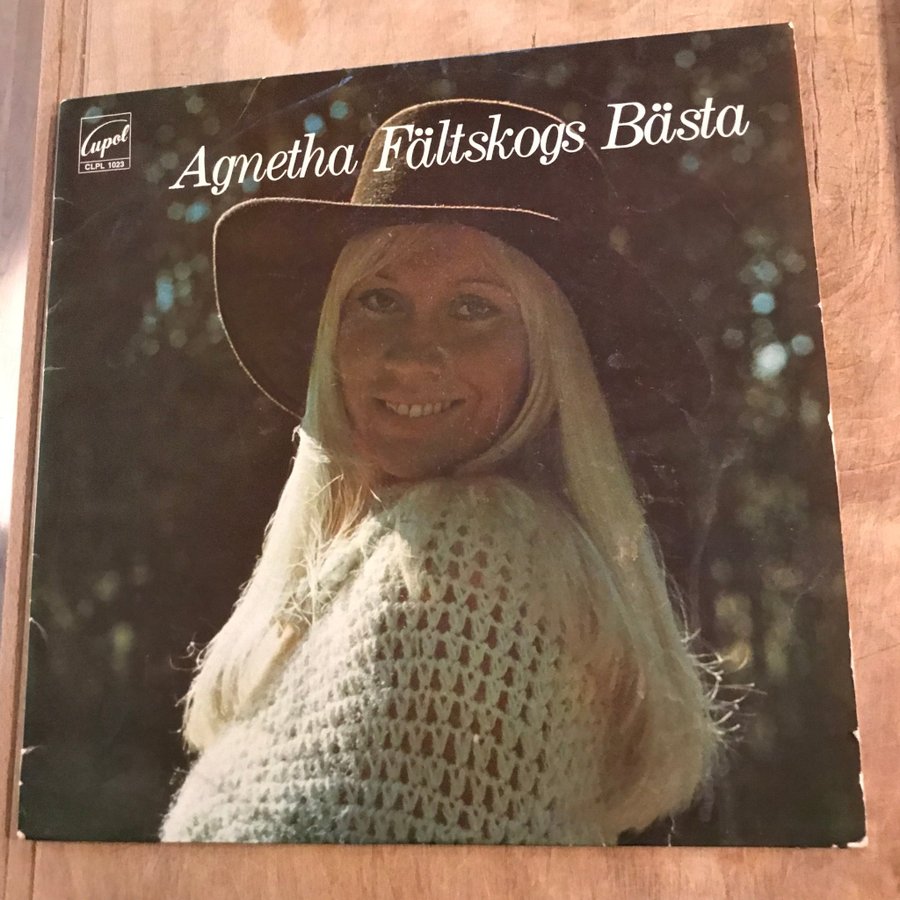 Cupol
CLPL 1023
Agnetha Fältskogs Bästa